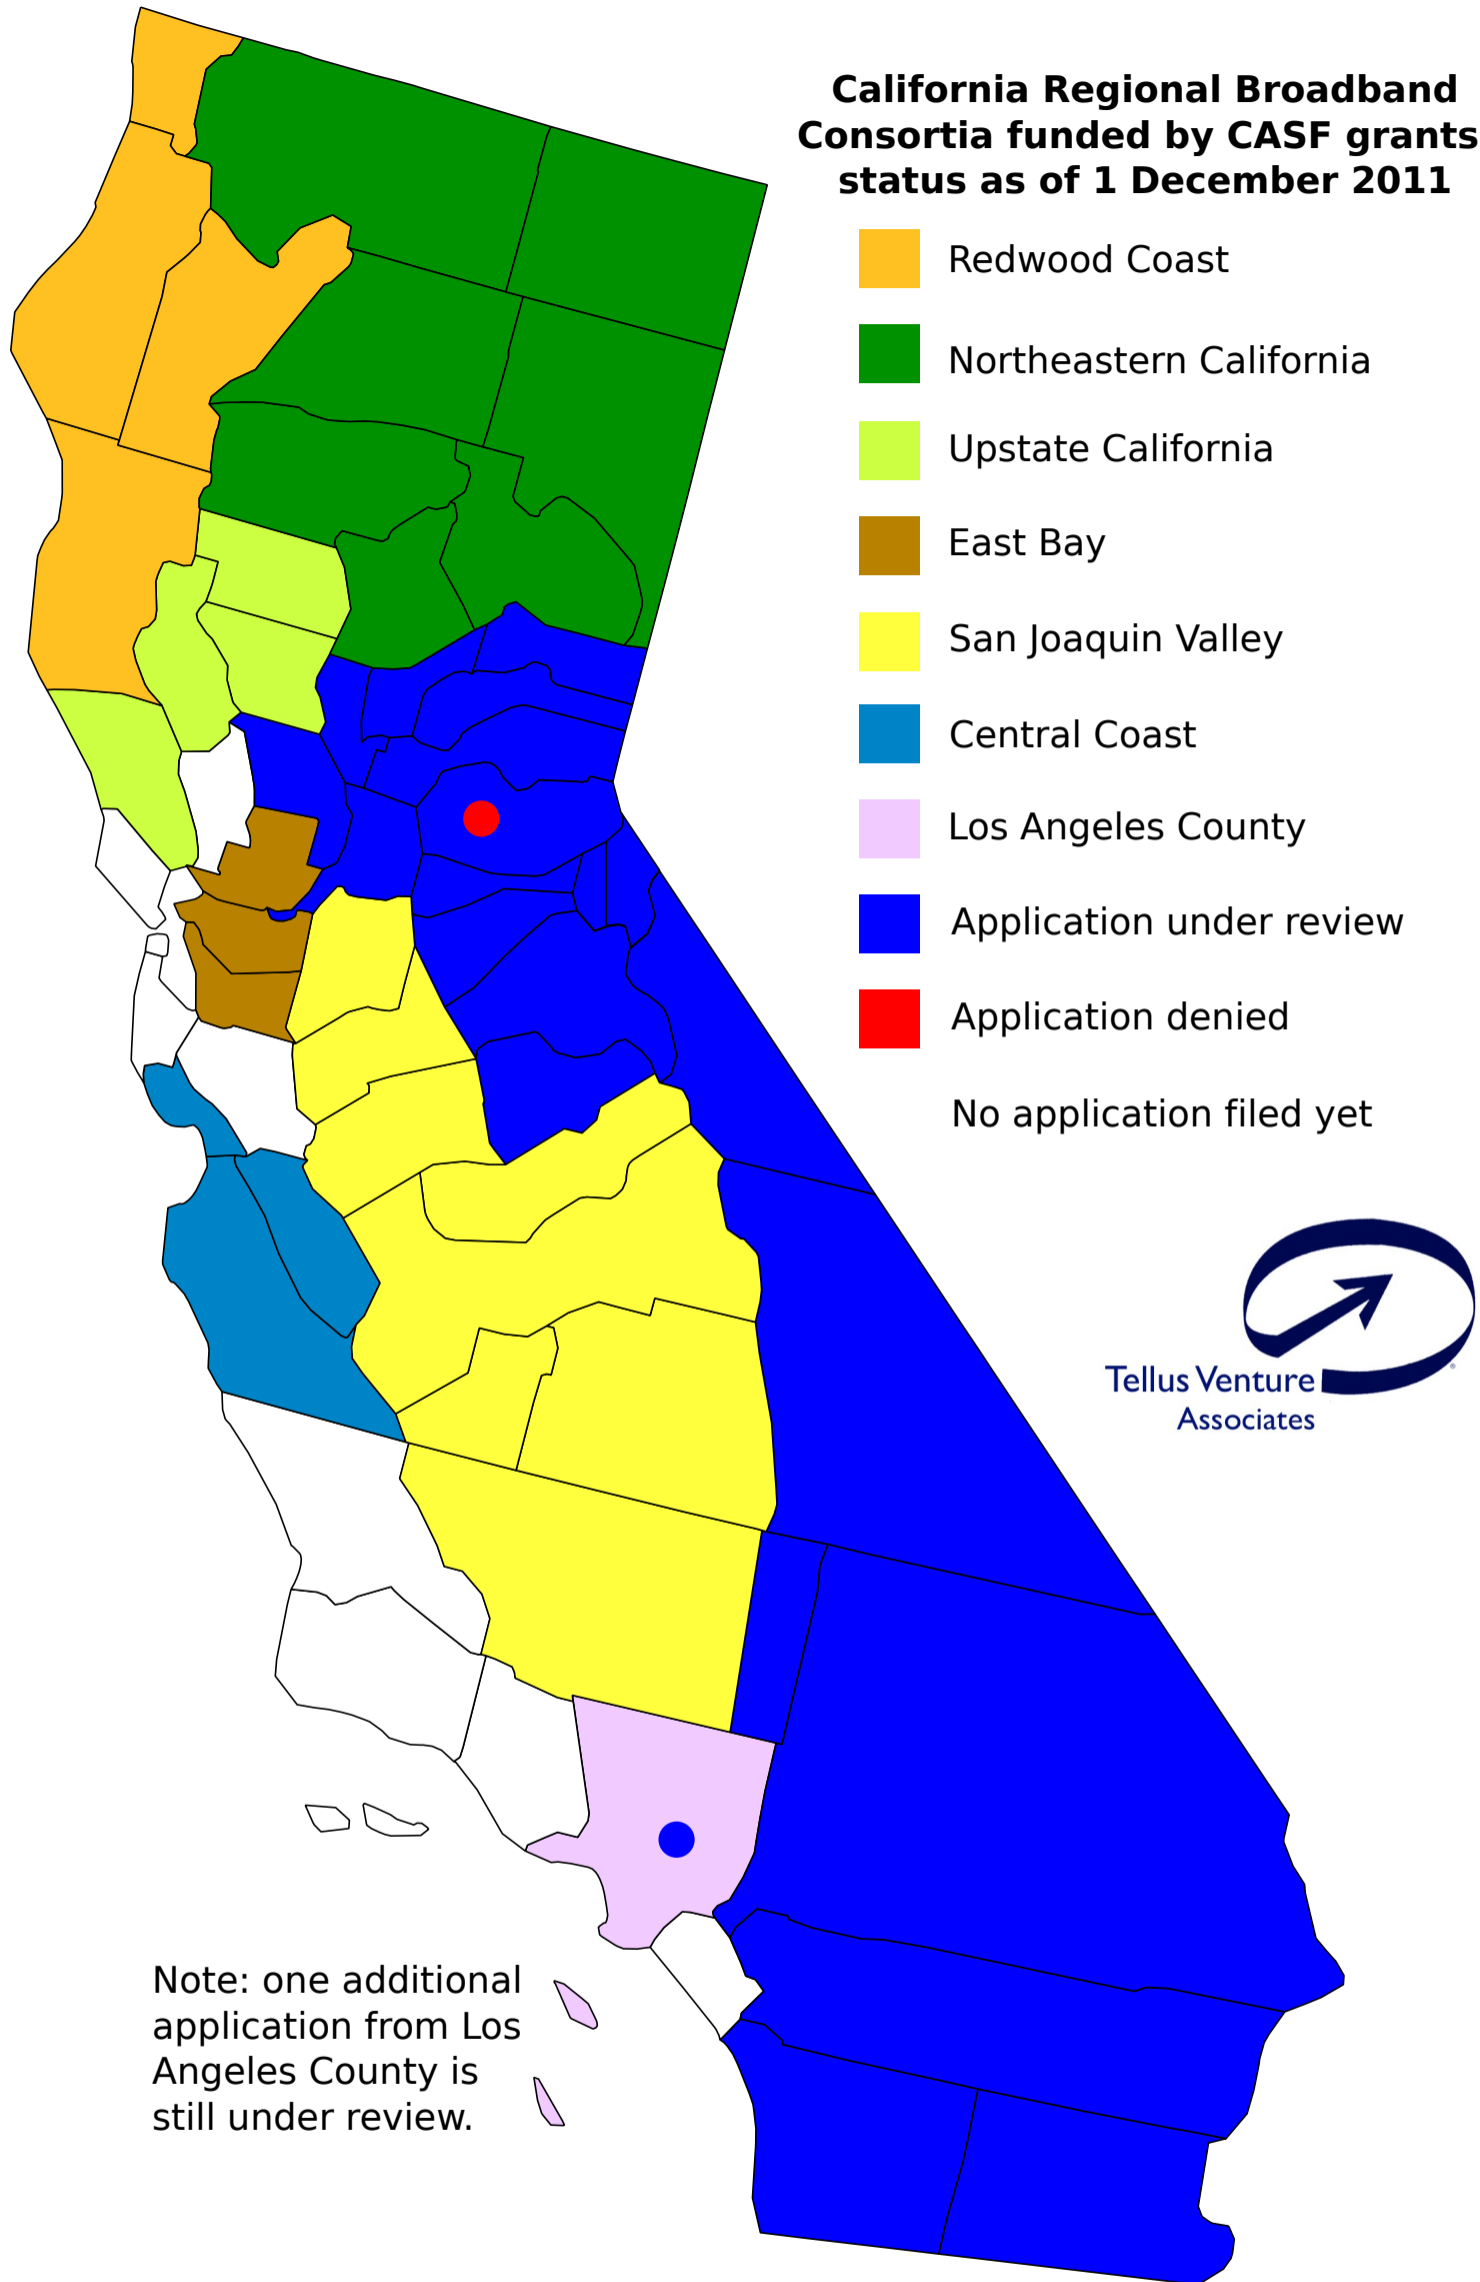 California Regional Broadband
Consortia funded by CASF grants
status as of 1 December 2011
Redwood Coast
Northeastern California
Upstate California
East Bay
San Joaquin Valley
Central Coast
Los Angeles County
Application under review
Application denied
No application filed yet
Tellus Venture
Associates
Note: one additional
application from Los
Angeles County is
still under review.